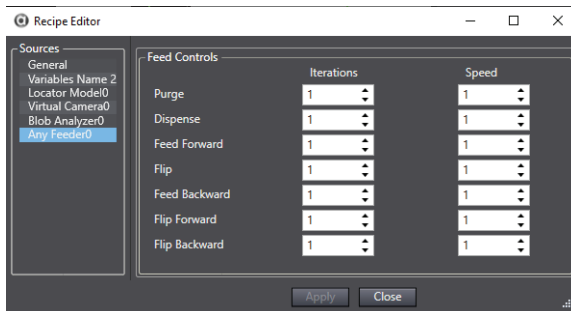 Recipe Editor
Sources
General
Variables Name 2
Locator Model0
Virtual Camera0
Blob Analyzer0
Any Feeder0
Feed Controls
Iterations Speed
Purge 1 1
Dispense 1 1
Feed Forward 1 1
Flip 1 1
Feed Backward 1 1
Flip Forward 1 1
Flip Backward 1 1
Apply Close